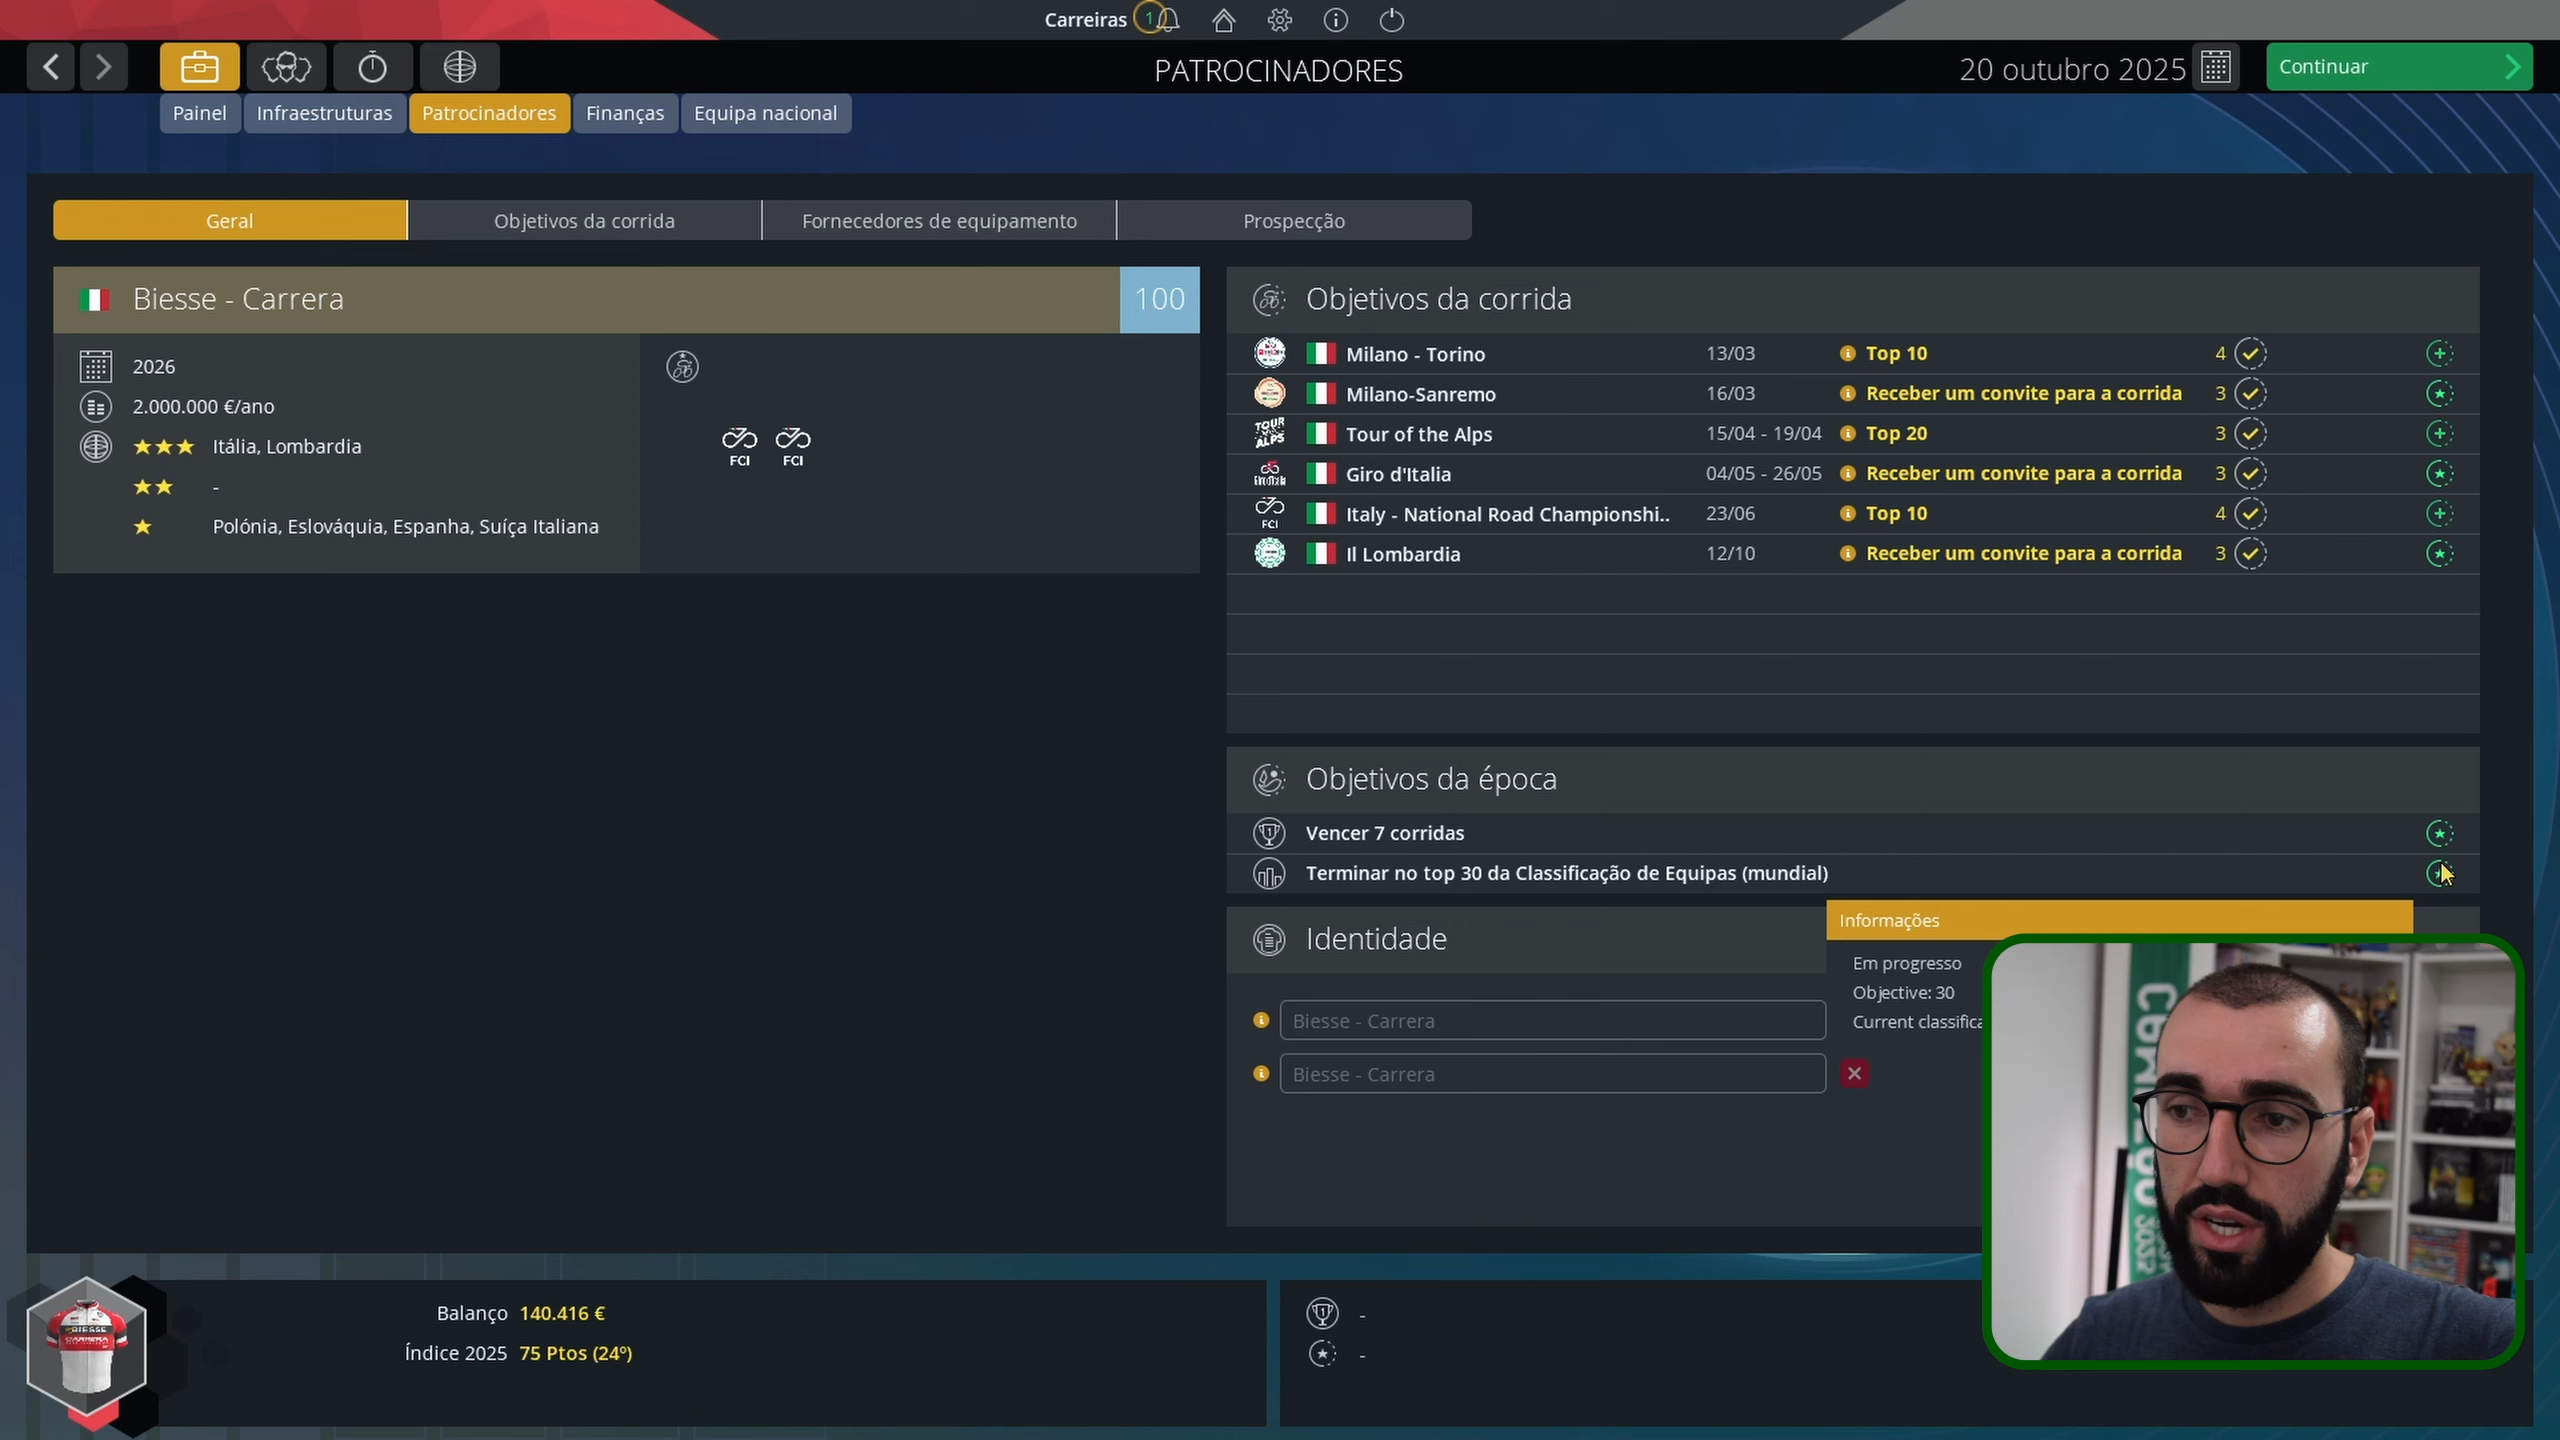 Carreiras 1
PATROCINADORES
20 outubro 2025
Continuar
Painel
Infraestruturas
Patrocinadores
Finanças
Equipa nacional
Geral
Objetivos da corrida
Fornecedores de equipamento
Prospecção
Biesse - Carrera
100
2026
2.000.000 €/ano
Itália, Lombardia
-
Polónia, Eslováquia, Espanha, Suíça Italiana
FCI FCI
Objetivos da corrida
Milano - Torino 13/03 Top 10 4
Milano-Sanremo 16/03 Receber um convite para a corrida 3
TOUR ALPS Tour of the Alps 15/04 - 19/04 Top 20 3
Giro d'Italia 04/05 - 26/05 Receber um convite para a corrida 3
FCI Italy - National Road Championshi.. 23/06 Top 10 4
Il Lombardia 12/10 Receber um convite para a corrida 3
Objetivos da época
Vencer 7 corridas
Terminar no top 30 da Classificação de Equipas (mundial)
Identidade
Biesse - Carrera
Biesse - Carrera
Informações
Em progresso
Objective: 30
Current classifica
Balanço 140.416 €
Índice 2025 75 Ptos (24º)
-
-
BIESSE
CARRERA